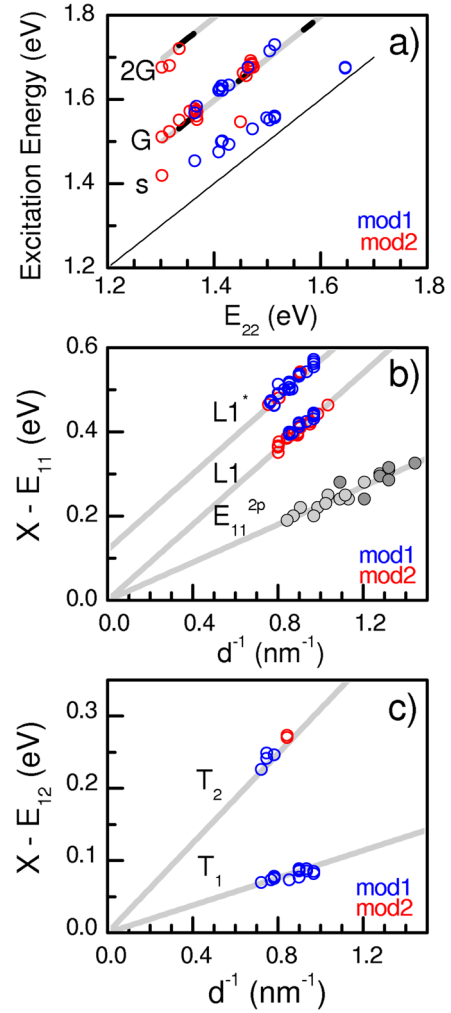 Excitation Energy (eV)
1.8
1.6
1.4
1.2
a)
2G
G
s
mod1
mod2
1.2 1.4 1.6 1.8
E₂₂ (eV)
X - E₁₁ (eV)
0.6
0.4
0.2
0.0
b)
L1*
L1
E₁₁²ᵖ
mod1
mod2
0.0 0.4 0.8 1.2
d⁻¹ (nm⁻¹)
X - E₁₂ (eV)
0.3
0.2
0.1
0.0
c)
T₂
T₁
mod1
mod2
0.0 0.4 0.8 1.2
d⁻¹ (nm⁻¹)